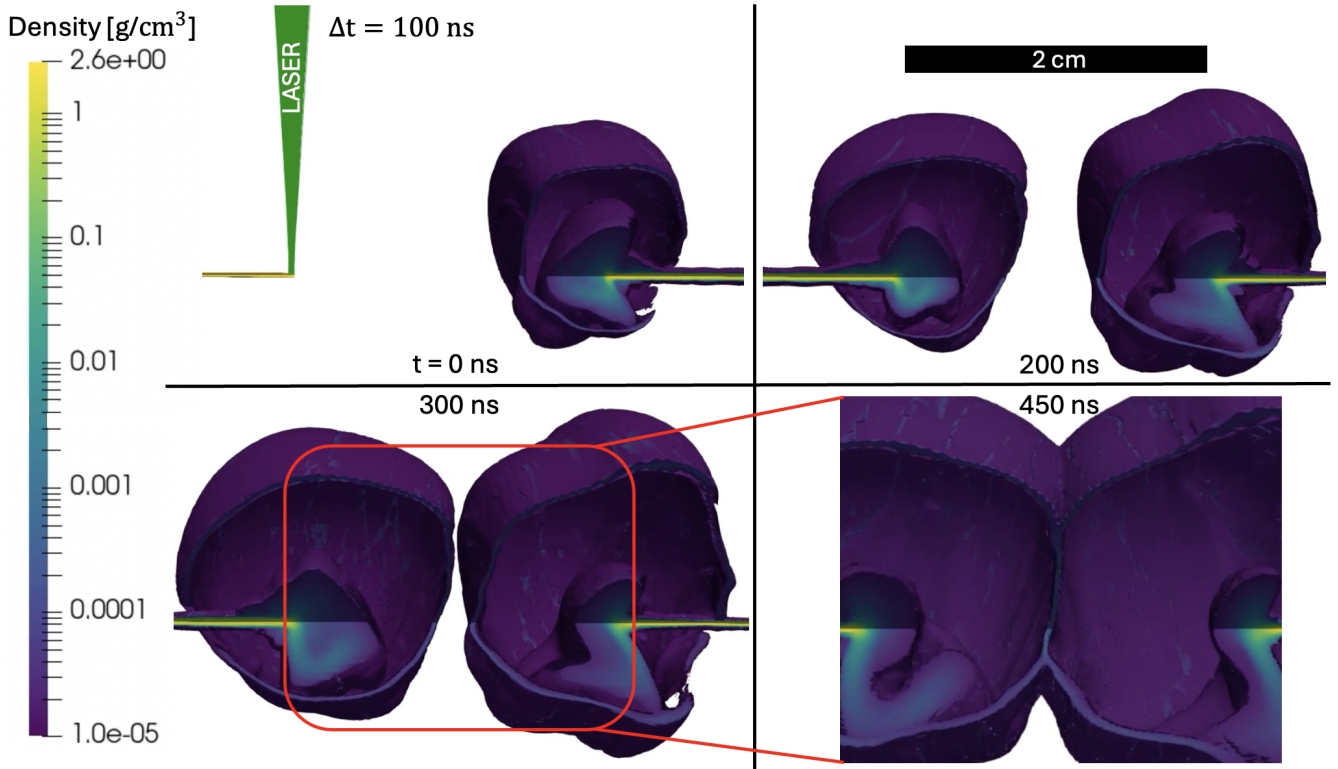 Density [g/cm³]
2.6e+00
1
0.1
0.01
0.001
0.0001
1.0e-05
LASER
Δt = 100 ns
t = 0 ns
2 cm
200 ns
300 ns
450 ns